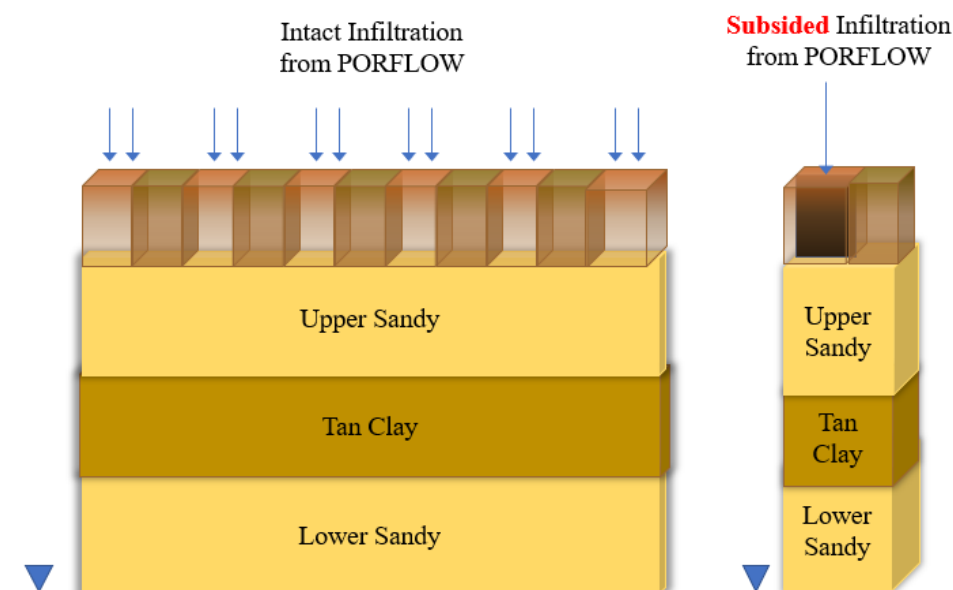 Intact Infiltration
from PORFLOW
Subsided Infiltration
from PORFLOW
Upper Sandy
Tan Clay
Lower Sandy
Upper
Sandy
Tan
Clay
Lower
Sandy